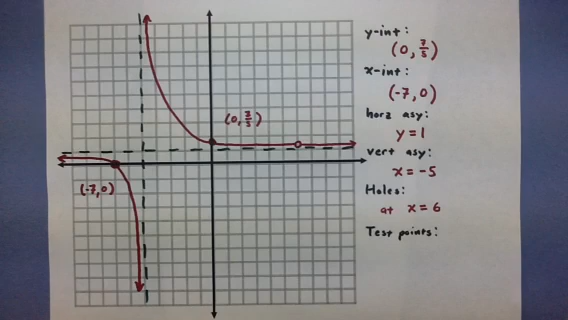 y-int:
(0, 7/5)
x-int:
(-7,0)
horz asy:
y=1
vert asy:
x=-5
Holes:
at x=6
Test points:
(0, 7/5)
(-7,0)